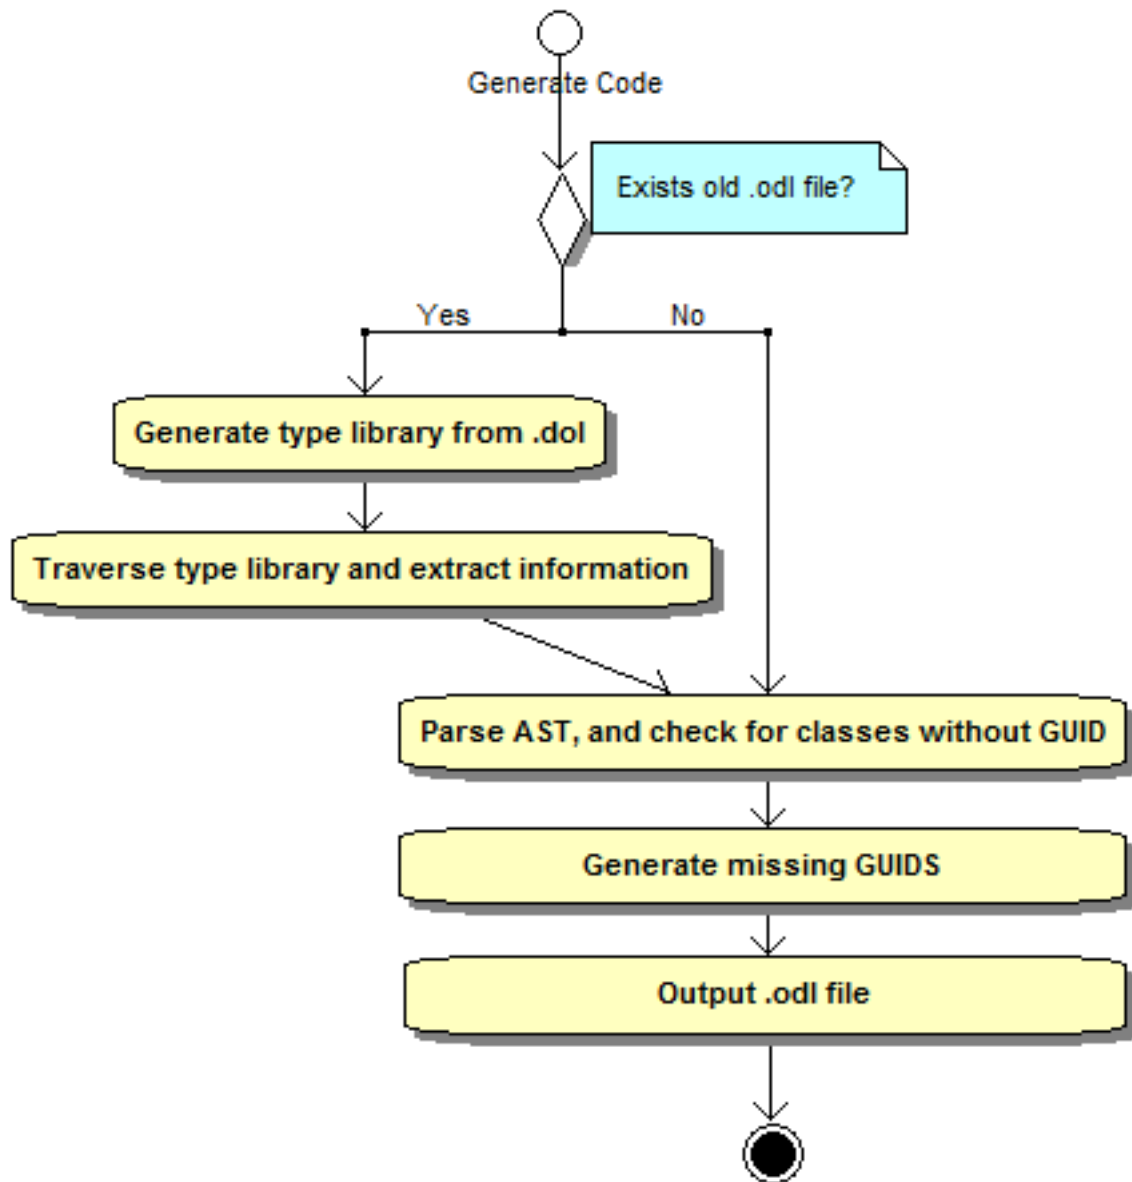 Generate Code
Exists old .odl file?
Yes
No
Generate type library from .dol
Traverse type library and extract information
Parse AST, and check for classes without GUID
Generate missing GUIDS
Output .odl file